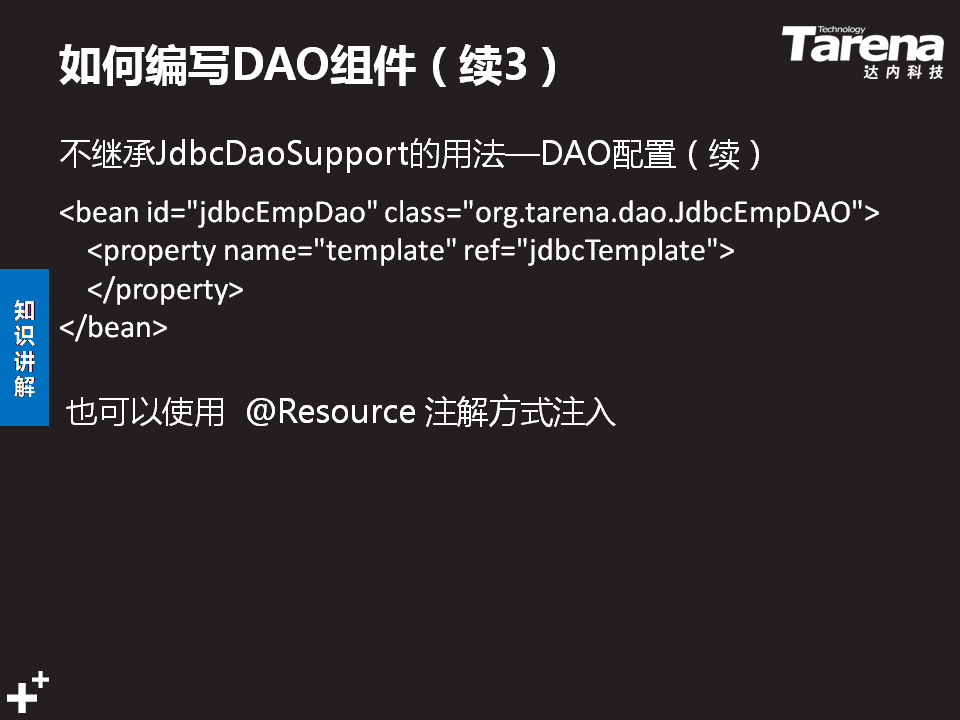 如何编写DAO组件（续3）
Technology
Tarena
达内科技
不继承JdbcDaoSupport的用法—DAO配置（续）
<bean id="jdbcEmpDao" class="org.tarena.dao.JdbcEmpDAO">
<property name="template" ref="jdbcTemplate">
</property>
</bean>
知识讲解
也可以使用 @Resource 注解方式注入